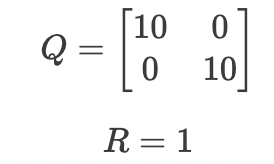 Q = [10 0
0 10]
R = 1